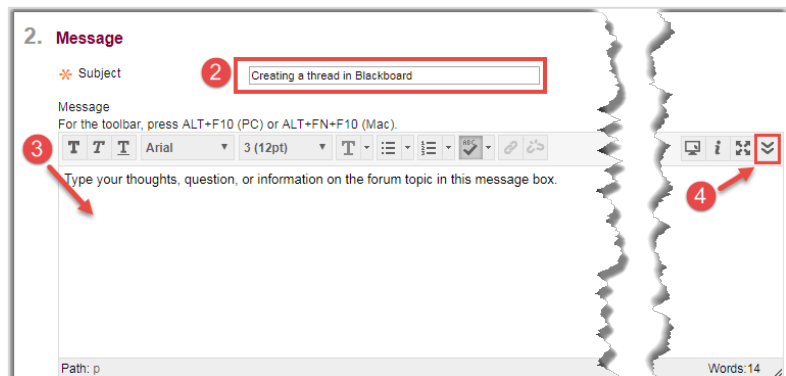 2. Message
Subject
2
Creating a thread in Blackboard
Message
For the toolbar, press ALT+F10 (PC) or ALT+FN+F10 (Mac).
3
T T T Arial 3 (12pt) T ABC i
Type your thoughts, question, or information on the forum topic in this message box.
4
Path: p Words:14